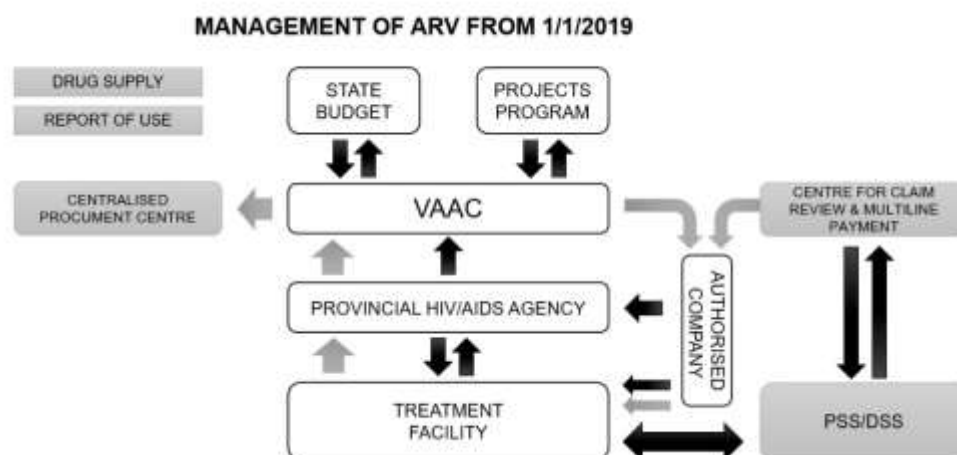 MANAGEMENT OF ARV FROM 1/1/2019
DRUG SUPPLY
REPORT OF USE
STATE
BUDGET
PROJECTS
PROGRAM
CENTRALISED
PROCUMENT CENTRE
VAAC
CENTRE FOR CLAIM
REVIEW & MULTILINE
PAYMENT
PROVINCIAL HIV/AIDS AGENCY
AUTHORISED
COMPANY
TREATMENT
FACILITY
PSS/DSS